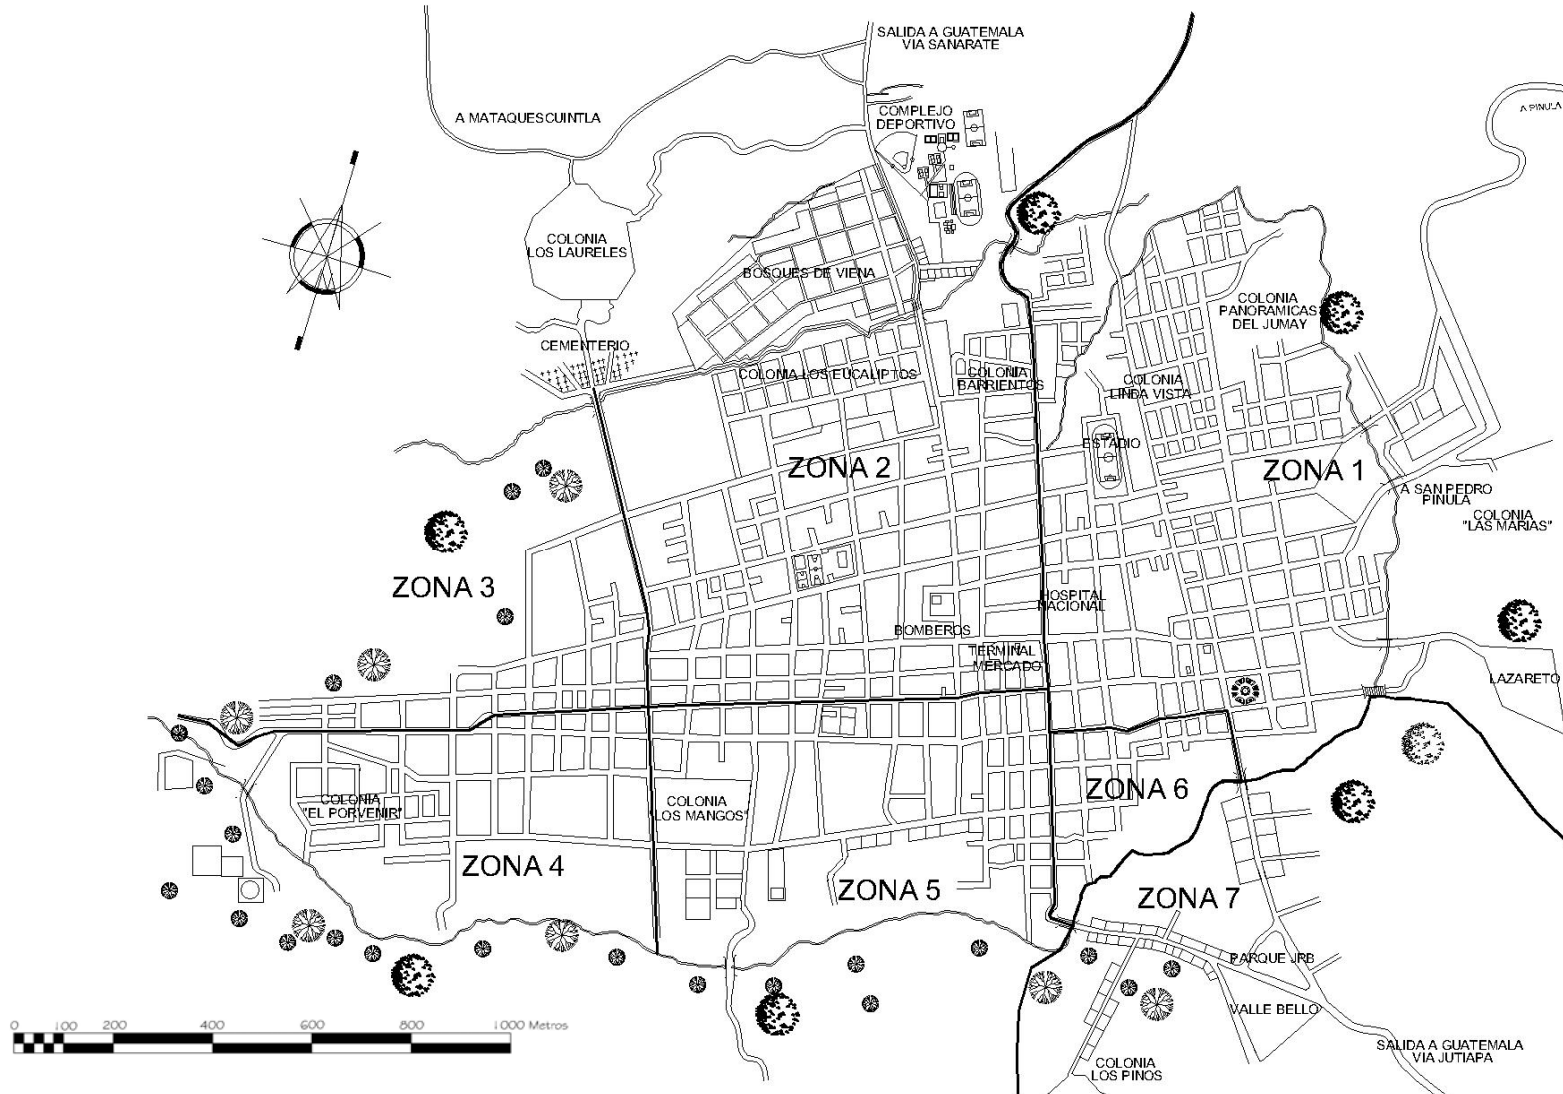 SALIDA A GUATEMALA
VIA SANARATE
A MATAQUESCUINTLA
COMPLEJO
DEPORTIVO
A PINULA
COLONIA
LOS LAURELES
BOSQUES DE VIENA
COLONIA
PANORAMICAS
DEL JUMAY
CEMENTERIO
COLONIA LOS EUCALIPTOS
COLONIA
BARRIENTOS
COLONIA
LINDA VISTA
ESTADIO
ZONA 2
ZONA 1
A SAN PEDRO
PINULA
COLONIA
"LAS MARIAS"
ZONA 3
HOSPITAL
NACIONAL
BOMBEROS
TERMINAL
MERCADO
LAZARETO
ZONA 6
COLONIA
"EL PORVENIR"
COLONIA
"LOS MANGOS"
ZONA 4
ZONA 5
ZONA 7
PARQUE JRB
VALLE BELLO
0 100 200 400 600 800 1000 Metros
SALIDA A GUATEMALA
VIA JUTIAPA
COLONIA
LOS PINOS